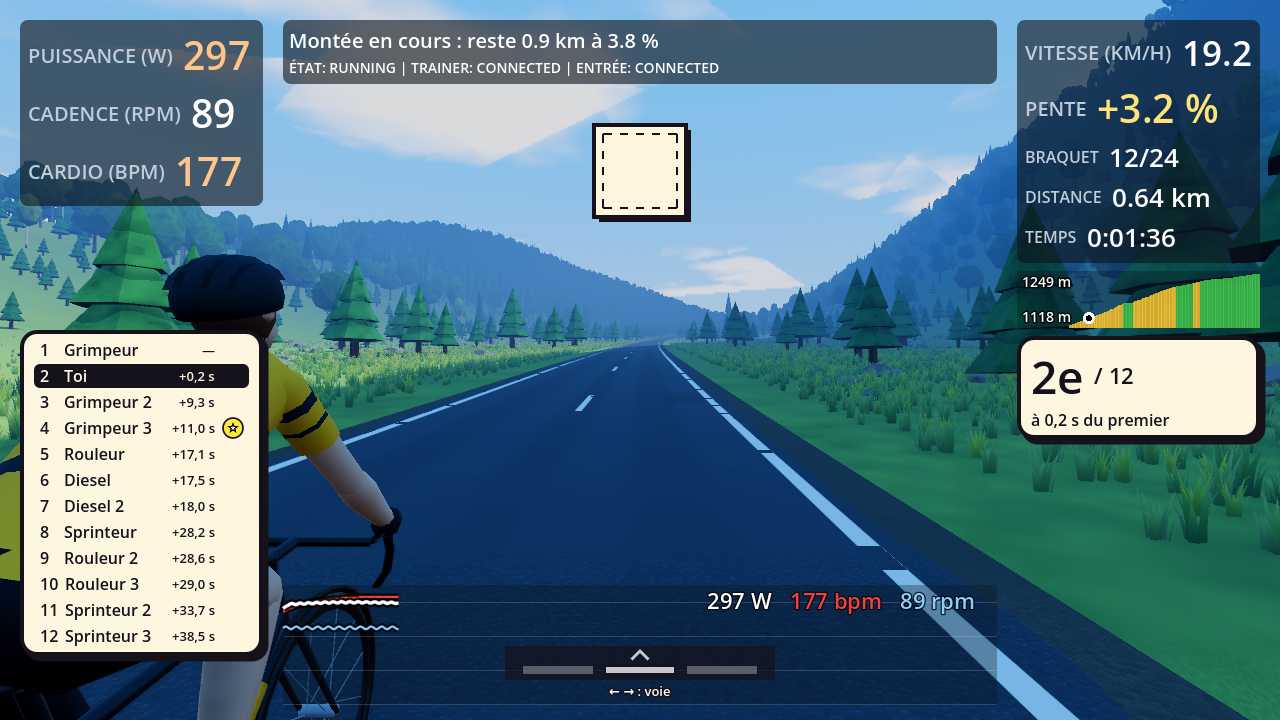 PUISSANCE (W) 297
CADENCE (RPM) 89
CARDIO (BPM) 177
Montée en cours : reste 0.9 km à 3.8 %
ÉTAT: RUNNING | TRAINER: CONNECTED | ENTRÉE: CONNECTED
VITESSE (KM/H) 19.2
PENTE +3.2 %
BRAQUET 12/24
DISTANCE 0.64 km
TEMPS 0:01:36
1249 m
1118 m
2e / 12
à 0,2 s du premier
1 Grimpeur —
2 Toi +0,2 s
3 Grimpeur 2 +9,3 s
4 Grimpeur 3 +11,0 s
5 Rouleur +17,1 s
6 Diesel +17,5 s
7 Diesel 2 +18,0 s
8 Sprinteur +28,2 s
9 Rouleur 2 +28,6 s
10 Rouleur 3 +29,0 s
11 Sprinteur 2 +33,7 s
12 Sprinteur 3 +38,5 s
297 W 177 bpm 89 rpm
← → : voie